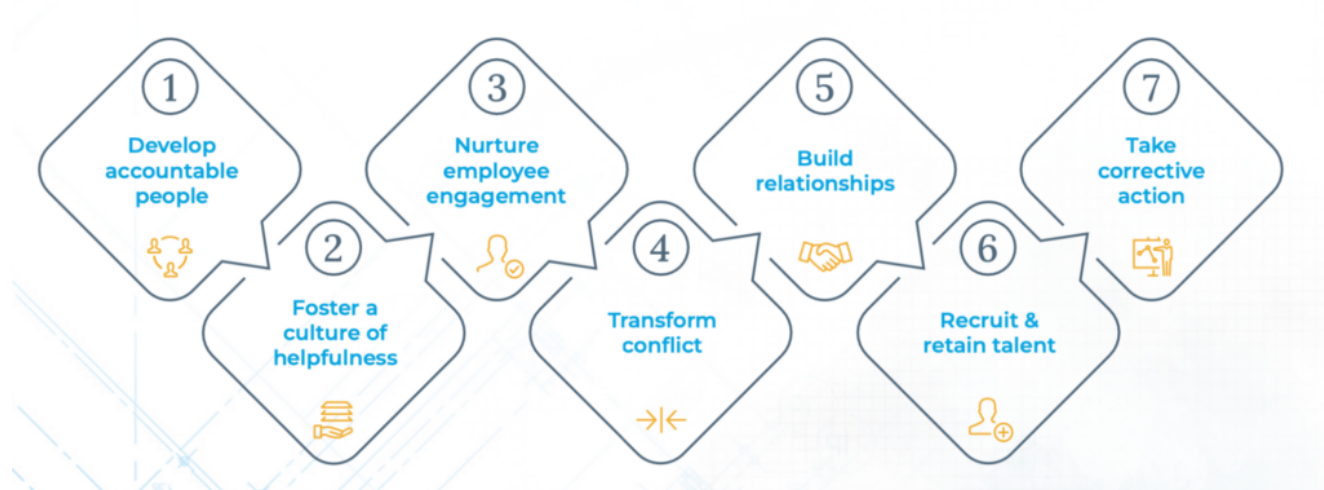 1
Develop
accountable
people
2
Foster a
culture of
helpfulness
3
Nurture
employee
engagement
4
Transform
conflict
5
Build
relationships
6
Recruit &
retain talent
7
Take
corrective
action